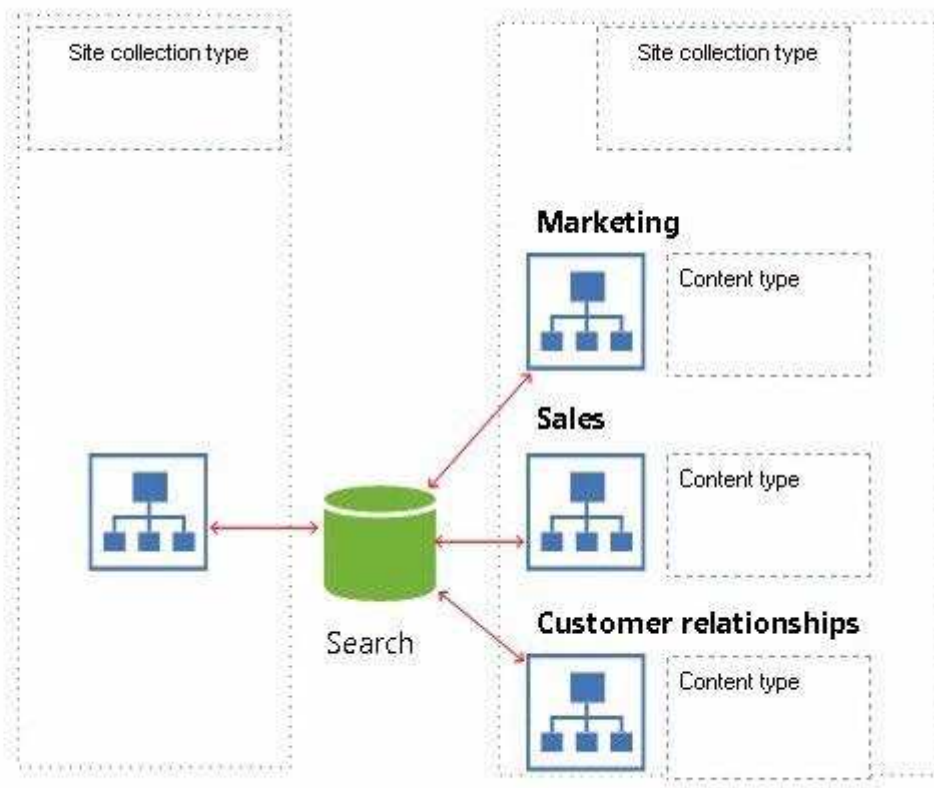 Site collection type
Site collection type
Marketing
Content type
Sales
Content type
Search
Customer relationships
Content type